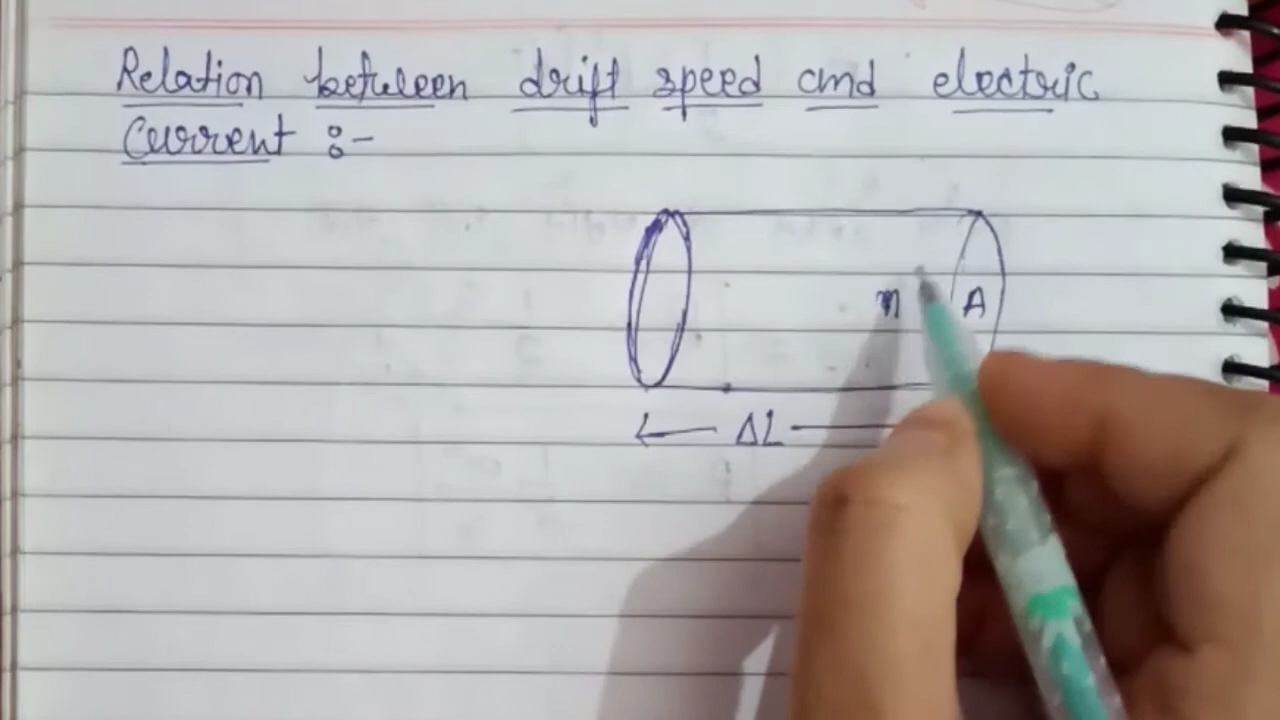 Relation between drift speed and electric
Current :-
n A
ΔL